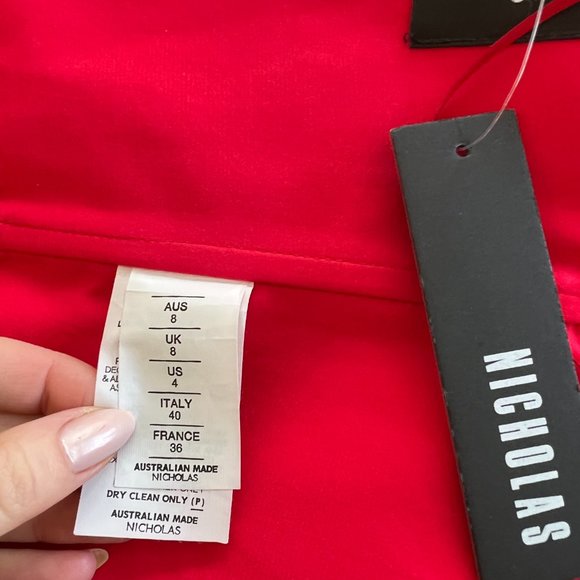 AUS
8
UK
8
US
4
ITALY
40
FRANCE
36
AUSTRALIAN MADE
NICHOLAS
DRY CLEAN ONLY (P)
AUSTRALIAN MADE
NICHOLAS
NICHOLAS